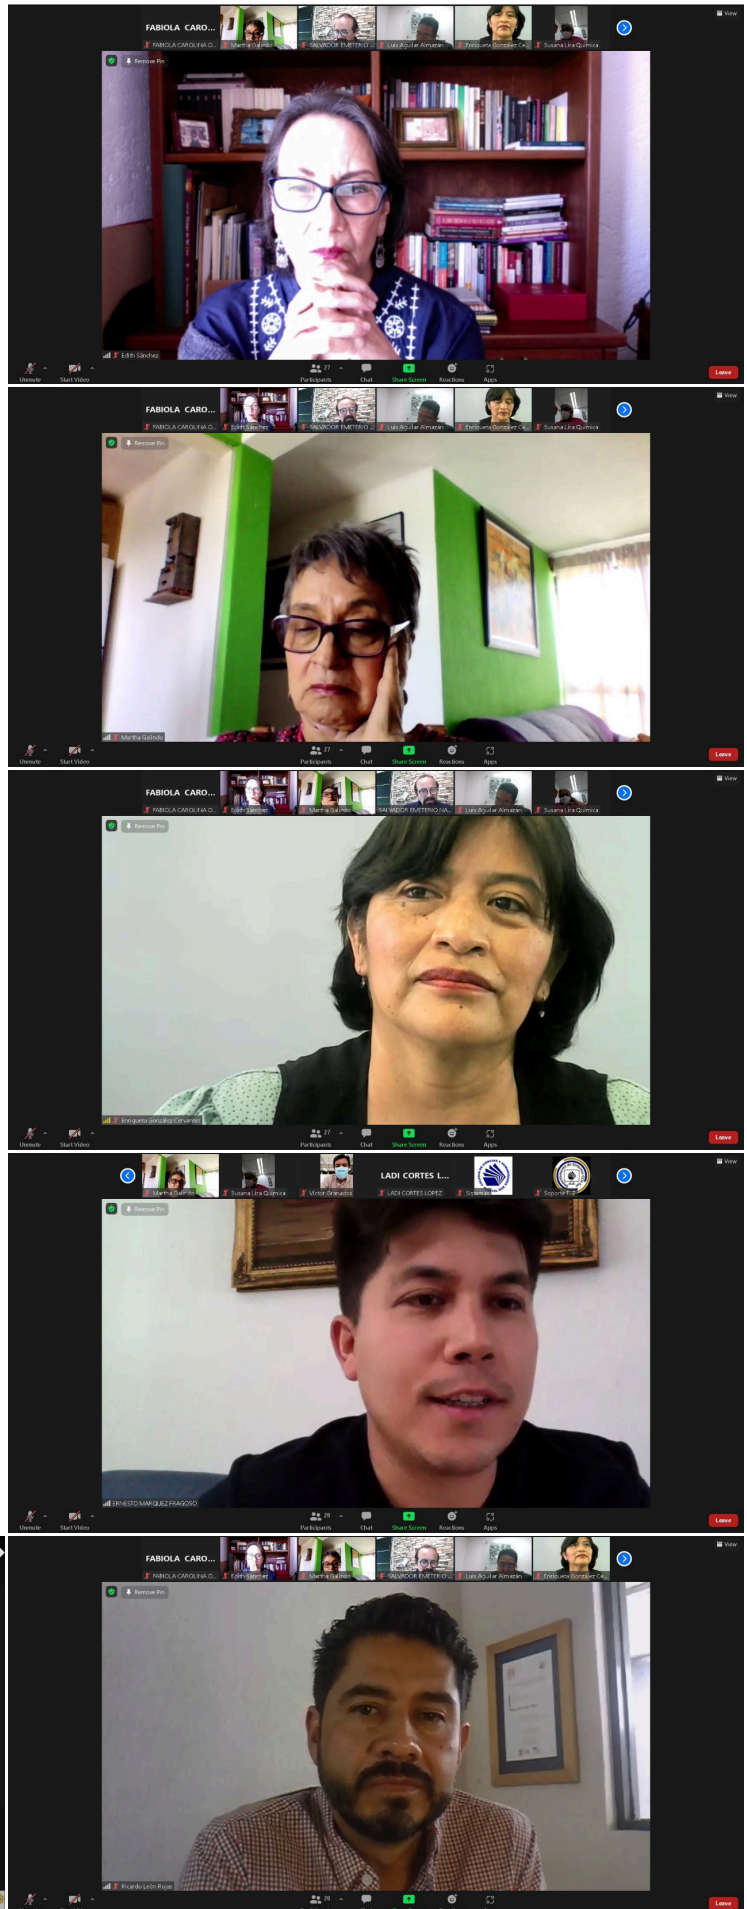 FABIOLA CARO...
View
FABIOLA CAROLINA O...
Martha Galindo
SALVADOR EMETERIO ...
Luis Aguilar Almazán
Enriqueta González Ce...
Susana Lira Quimica
Remove Pin
Edith Sánchez
27
Unmute
Start Video
Participants
Chat
Share Screen
Reactions
Apps
Leave
FABIOLA CARO...
View
FABIOLA CAROLINA O...
Edith Sánchez
SALVADOR EMETERIO ...
Luis Aguilar Almazán
Enriqueta González Ce...
Susana Lira Quimica
Remove Pin
Martha Galindo
27
Unmute
Start Video
Participants
Chat
Share Screen
Reactions
Apps
Leave
FABIOLA CARO...
View
FABIOLA CAROLINA O...
Edith Sánchez
Martha Galindo
SALVADOR EMETERIO NA...
Luis Aguilar Almazán
Susana Lira Quimica
Remove Pin
Enriqueta González Cervantes
27
Unmute
Start Video
Participants
Chat
Share Screen
Reactions
Apps
Leave
LADI CORTES L...
View
Martha Galindo
Susana Lira Quimica
Víctor Granados
LADI CORTES LOPEZ
Remove Pin
ERNESTO MARQUEZ FRAGOSO
28
Unmute
Start Video
Participants
Chat
Share Screen
Reactions
Apps
Leave
FABIOLA CARO...
View
FABIOLA CAROLINA O...
Edith Sánchez
Martha Galindo
SALVADOR EMETERIO ...
Luis Aguilar Almazán
Enriqueta González Ce...
Remove Pin
Ricardo León Rojas
28
Leave